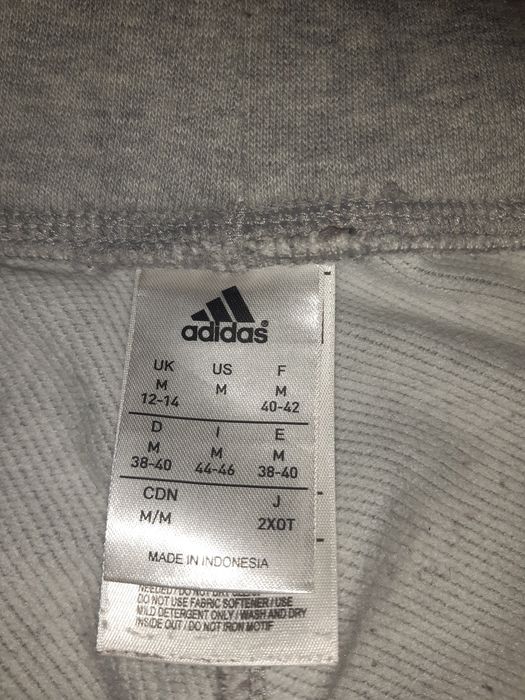 adidas®
UK US F
M M M
12-14 40-42
D I E
M M M
38-40 44-46 38-40
CDN J
M/M 2XOT
MADE IN INDONESIA
DO NOT USE FABRIC SOFTENER / USE
MILD DETERGENT ONLY / WASH AND DRY
INSIDE OUT / DO NOT IRON MOTIF